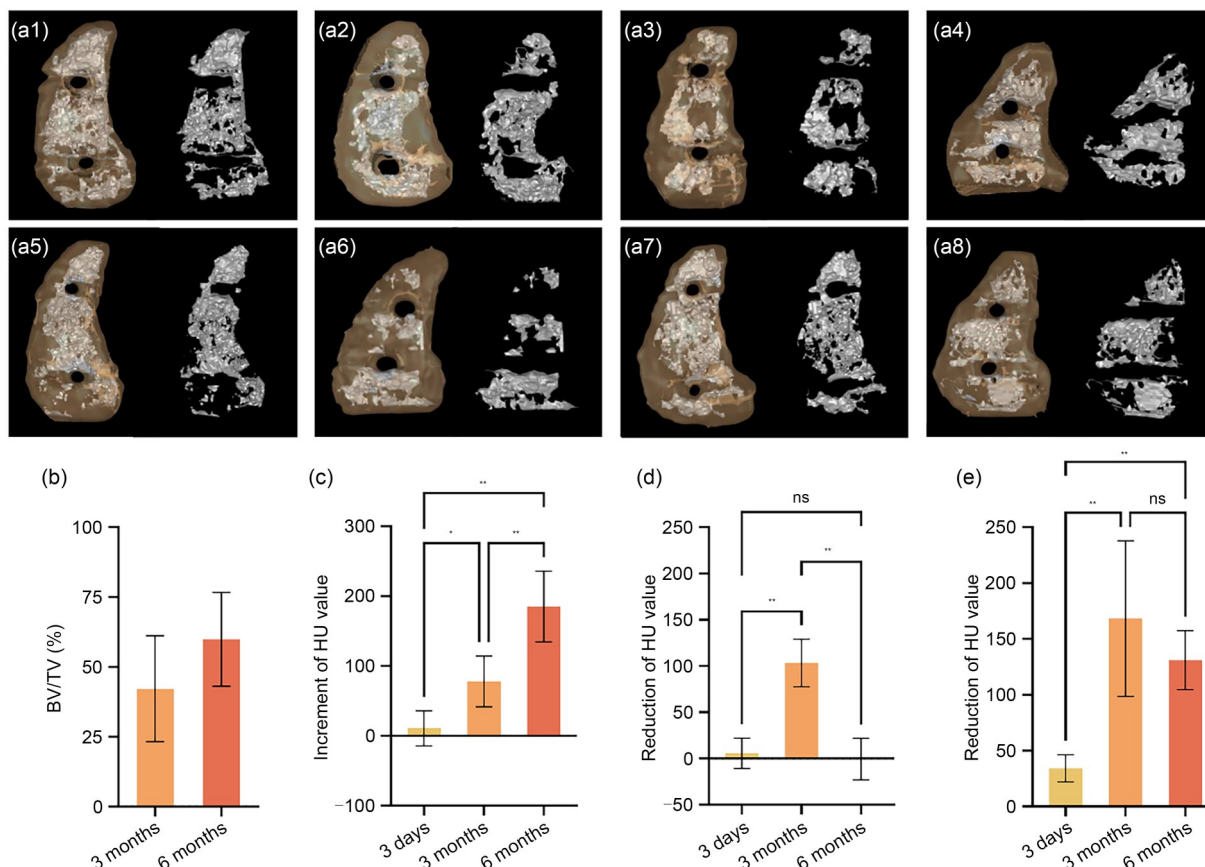 (a1)
(a2)
(a3)
(a4)
(a5)
(a6)
(a7)
(a8)
(b)
BV/TV (%)
100
75
50
25
0
3 months
6 months
(c)
Increment of HU value
300
200
100
0
−100
**
*
**
3 days
3 months
6 months
(d)
Reduction of HU value
250
200
150
100
50
0
−50
ns
**
**
3 days
3 months
6 months
(e)
Reduction of HU value
250
200
150
100
50
0
**
**
ns
3 days
3 months
6 months